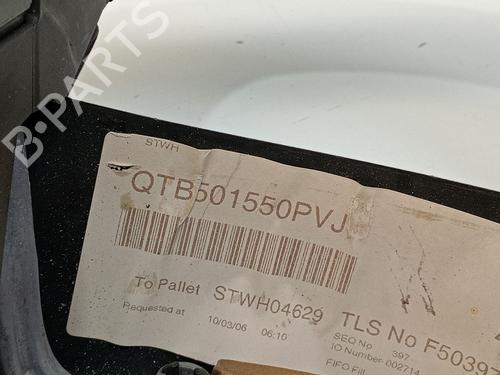 B-PARTS
STWH
QTB501550PVJ
To Pallet STWH04629 TLS No
Requested at 10/03/06 06:10
SEQ No 397
IO Number 002714
FIFO Fill